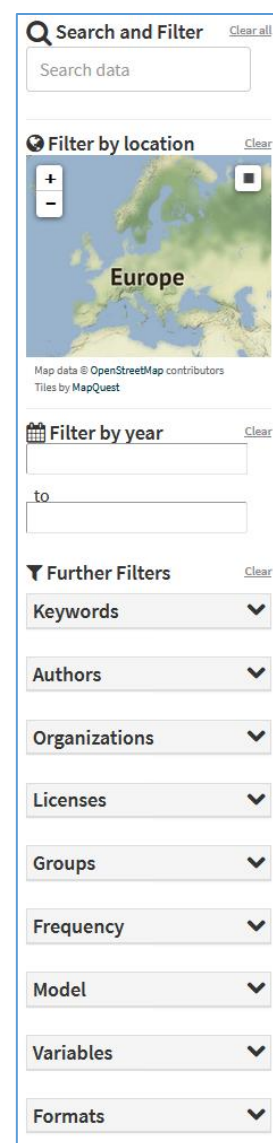 Search and Filter Clear all
Search data
Filter by location Clear
+
−
Europe
Map data © OpenStreetMap contributors
Tiles by MapQuest
Filter by year Clear
to
Further Filters Clear
Keywords
Authors
Organizations
Licenses
Groups
Frequency
Model
Variables
Formats